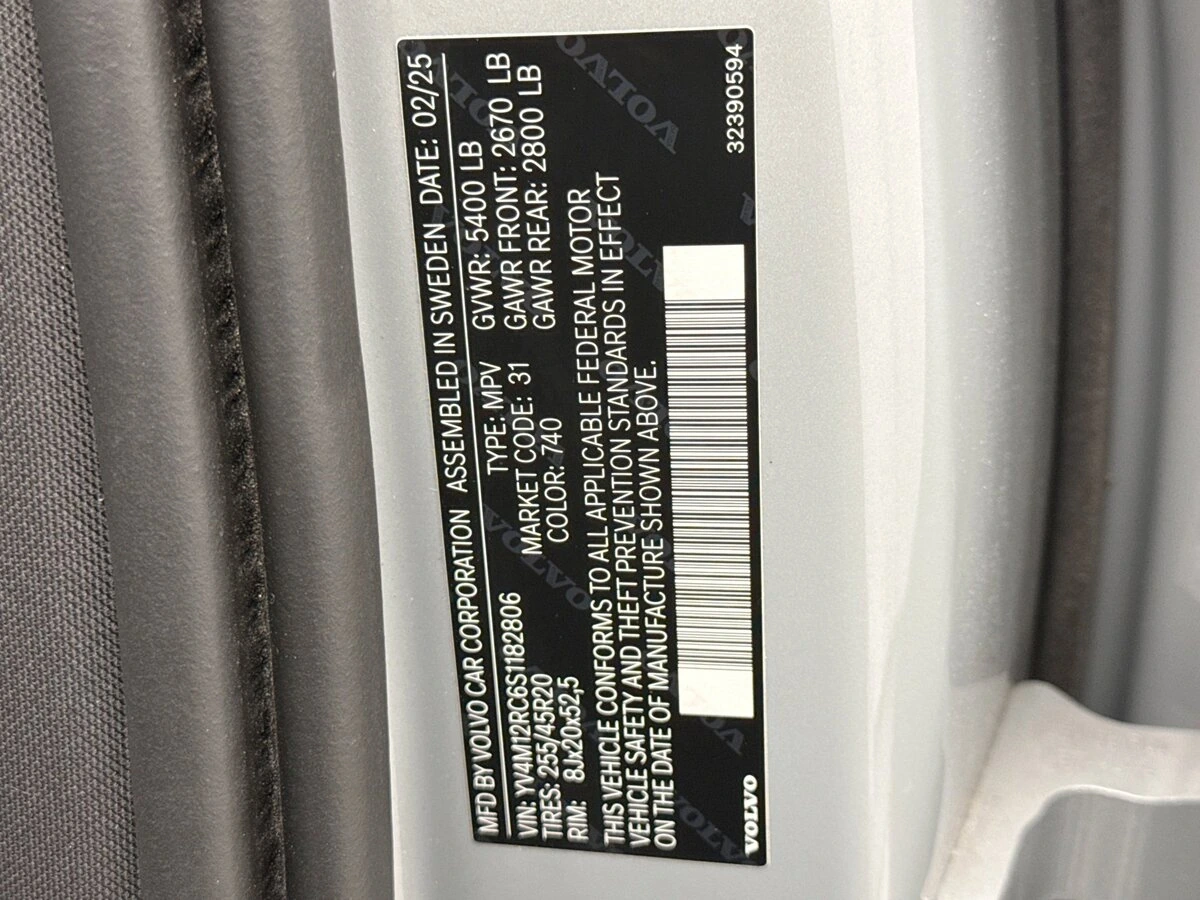 MFD BY VOLVO CAR CORPORATION ASSEMBLED IN SWEDEN DATE: 02/25
VIN: YV4M12RC6S1182806 TYPE: MPV GVWR: 5400 LB
TIRES: 255/45R20 MARKET CODE: 31 GAWR FRONT: 2670 LB
RIM: 8Jx20x52,5 COLOR: 740 GAWR REAR: 2800 LB
THIS VEHICLE CONFORMS TO ALL APPLICABLE FEDERAL MOTOR
VEHICLE SAFETY AND THEFT PREVENTION STANDARDS IN EFFECT
ON THE DATE OF MANUFACTURE SHOWN ABOVE.
VOLVO 32390594